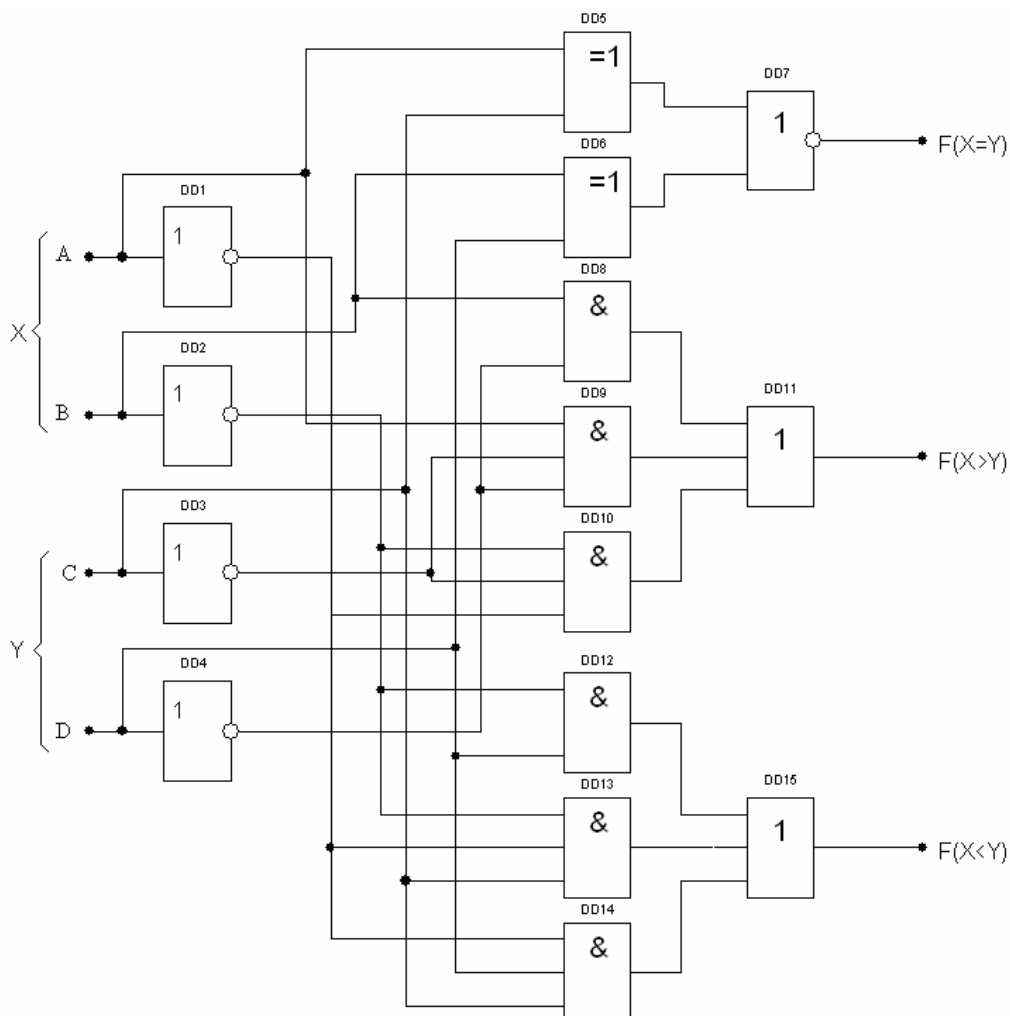 DD5
=1
DD7
1
F(X=Y)
DD6
=1
DD1
1
A
X
DD8
&
DD2
1
B
DD9
&
DD11
1
F(X>Y)
DD3
1
C
DD10
&
Y
DD4
1
D
DD12
&
DD13
&
DD15
1
F(X<Y)
DD14
&